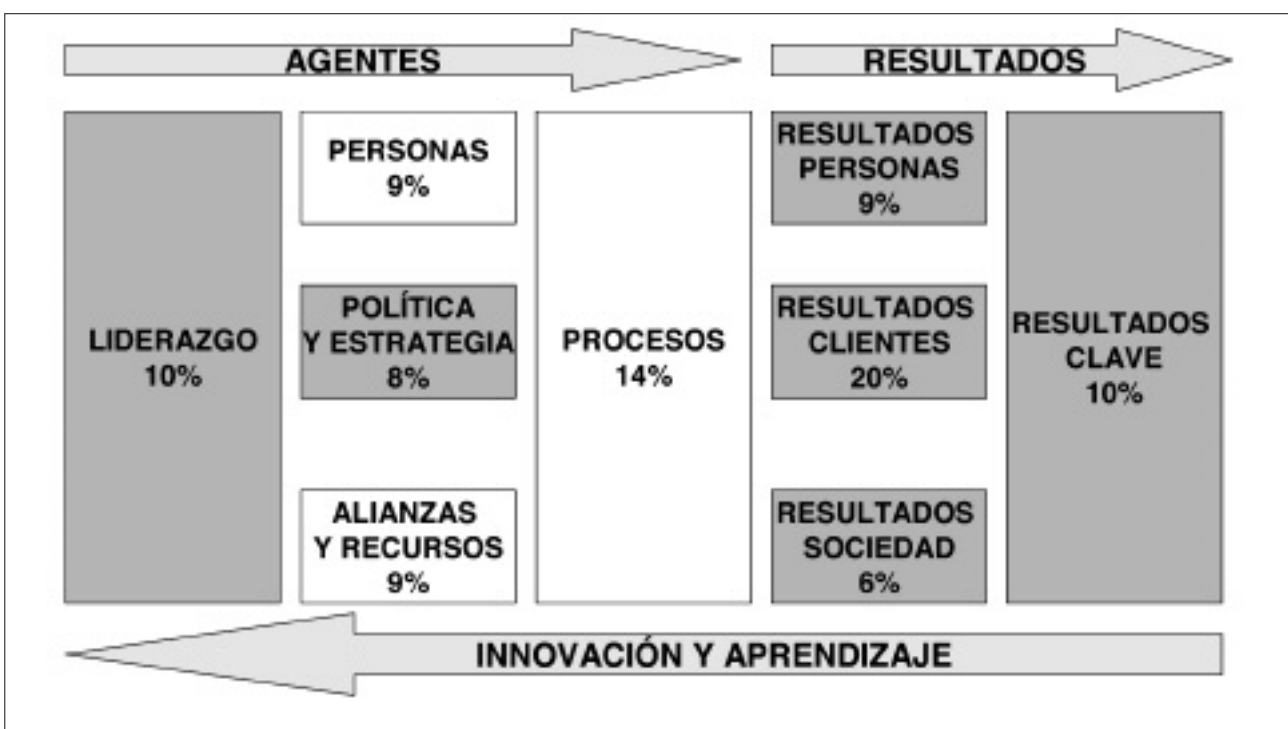 AGENTES
RESULTADOS
LIDERAZGO
10%
PERSONAS
9%
POLÍTICA
Y ESTRATEGIA
8%
ALIANZAS
Y RECURSOS
9%
PROCESOS
14%
RESULTADOS
PERSONAS
9%
RESULTADOS
CLIENTES
20%
RESULTADOS
SOCIEDAD
6%
RESULTADOS
CLAVE
10%
INNOVACIÓN Y APRENDIZAJE